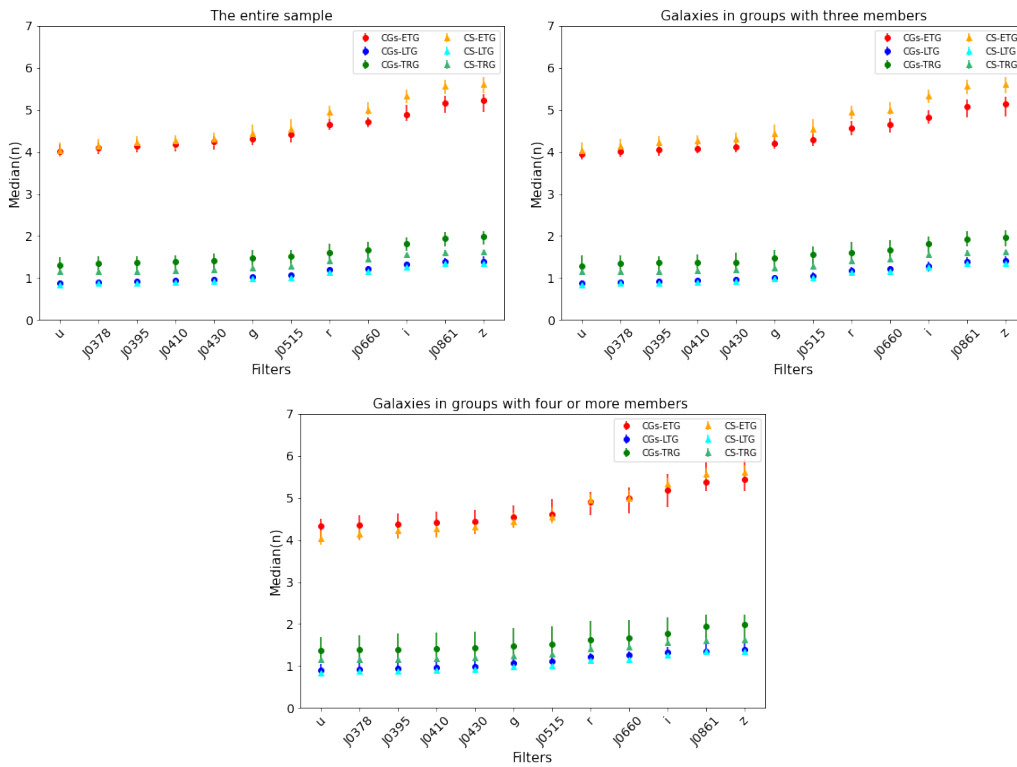 The entire sample
7
6
5
4
3
2
1
0
Median(n)
CGs-ETG CS-ETG
CGs-LTG CS-LTG
CGs-TRG CS-TRG
u J0378 J0395 J0410 J0430 g J0515 r J0660 i J0861 z
Filters
Galaxies in groups with three members
7
6
5
4
3
2
1
0
Median(n)
CGs-ETG CS-ETG
CGs-LTG CS-LTG
CGs-TRG CS-TRG
u J0378 J0395 J0410 J0430 g J0515 r J0660 i J0861 z
Filters
Galaxies in groups with four or more members
7
6
5
4
3
2
1
0
Median(n)
CGs-ETG CS-ETG
CGs-LTG CS-LTG
CGs-TRG CS-TRG
u J0378 J0395 J0410 J0430 g J0515 r J0660 i J0861 z
Filters